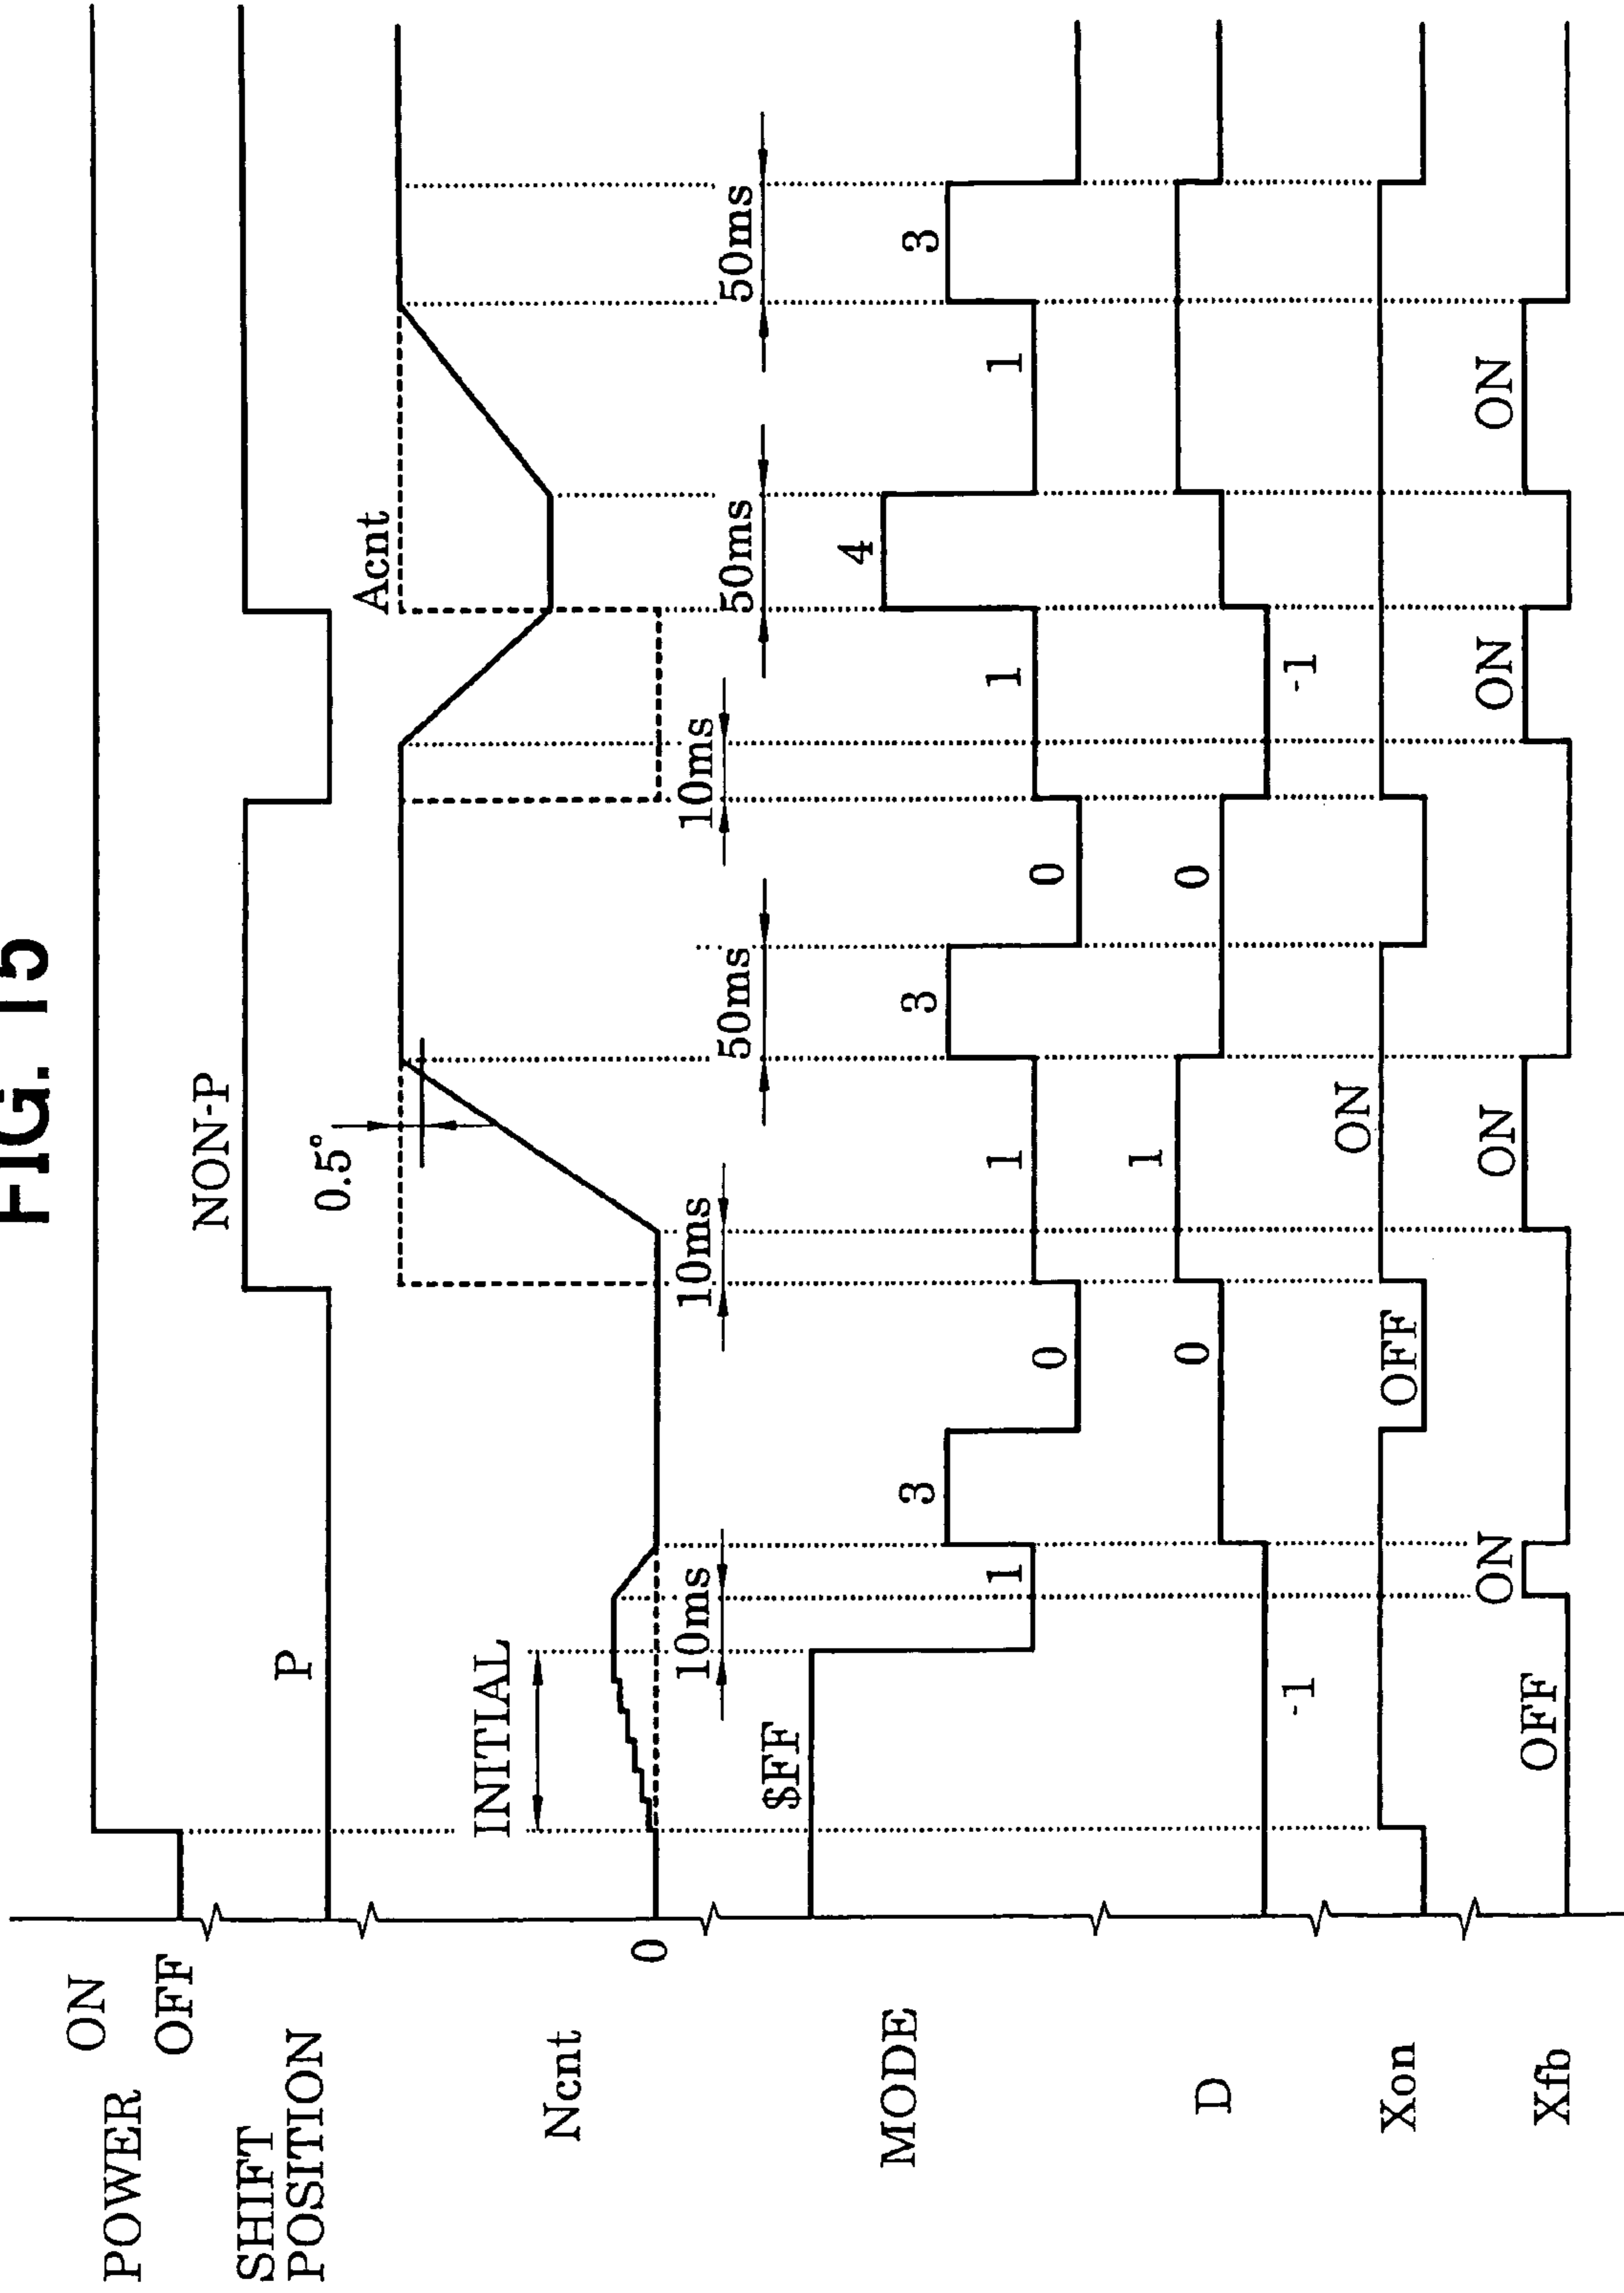 FIG. 15
POWER
ON
OFF
SHIFT
POSITION
P
NON-P
Ncnt
0
INITIAL
0.5°
Acnt
10ms
10ms
50ms
10ms
50ms
50ms
MODE
$FF
1
3
0
1
3
0
1
4
1
3
D
-1
0
1
0
-1
Xon
OFF
ON
Xfb
OFF
ON
ON
ON
ON